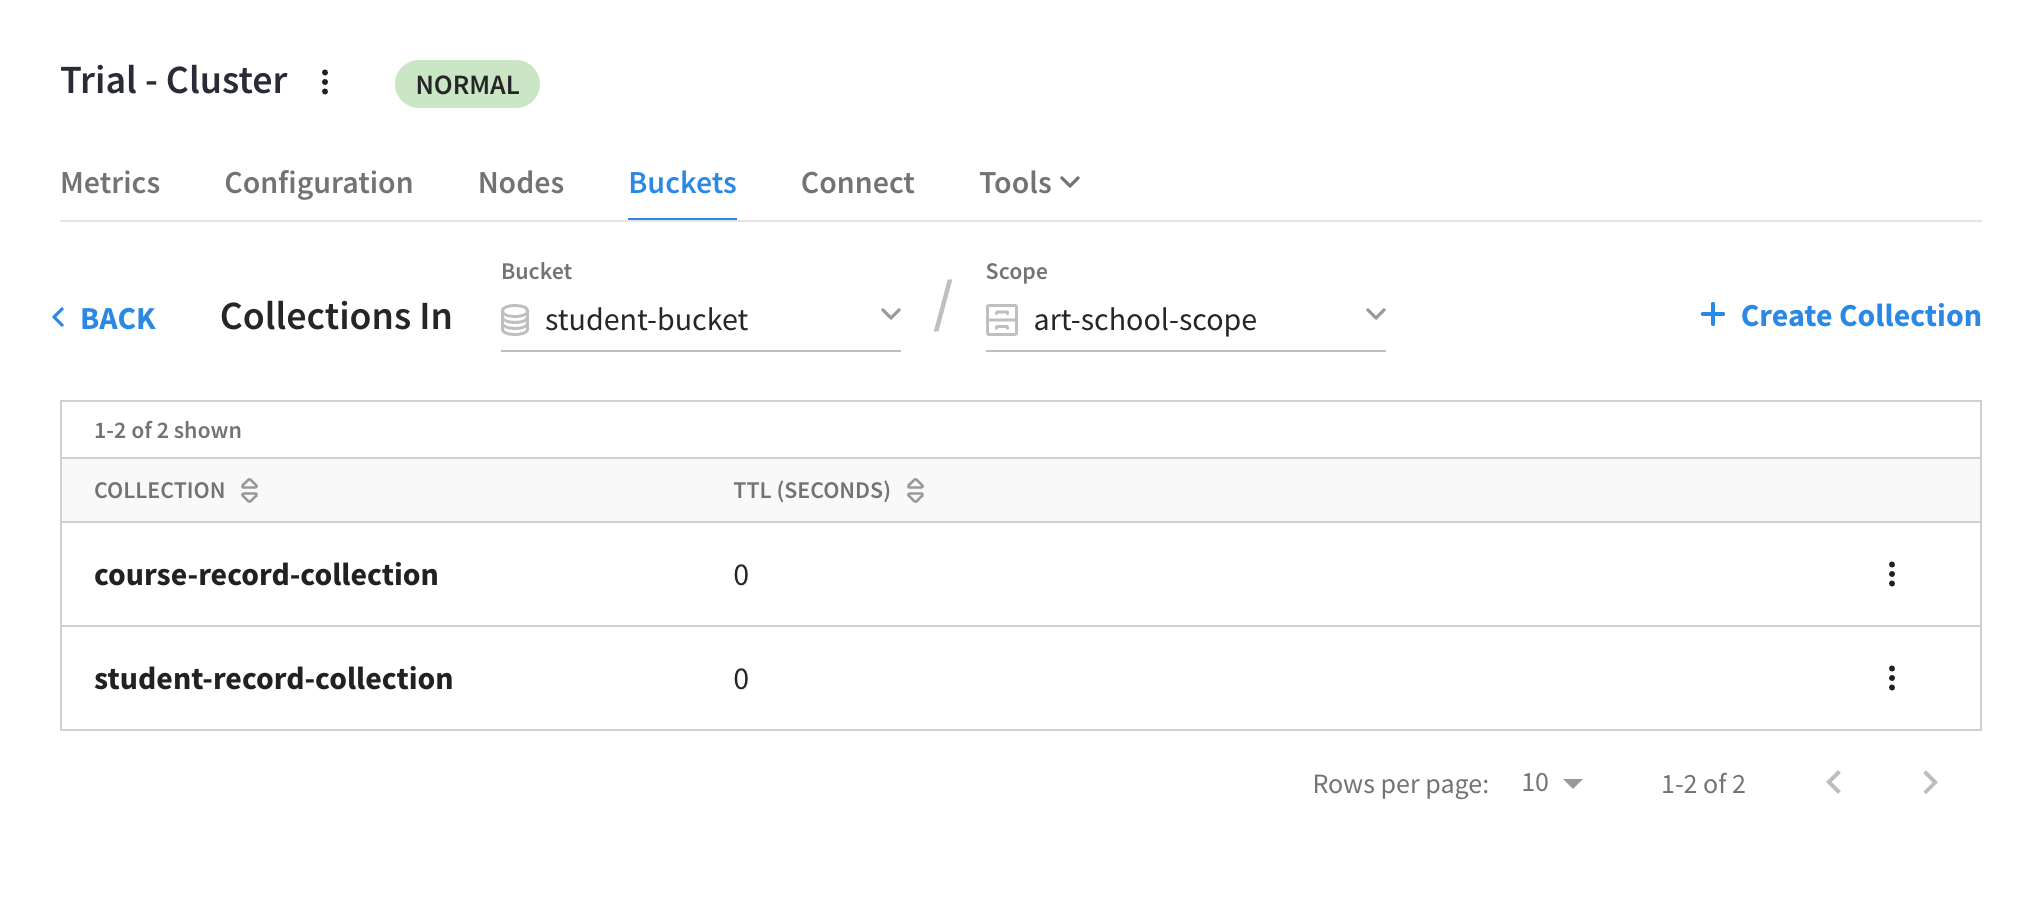 Trial - Cluster NORMAL
Metrics Configuration Nodes Buckets Connect Tools
Bucket Scope
BACK Collections In student-bucket / art-school-scope + Create Collection
1-2 of 2 shown
COLLECTION TTL (SECONDS)
course-record-collection 0
student-record-collection 0
Rows per page: 10 1-2 of 2